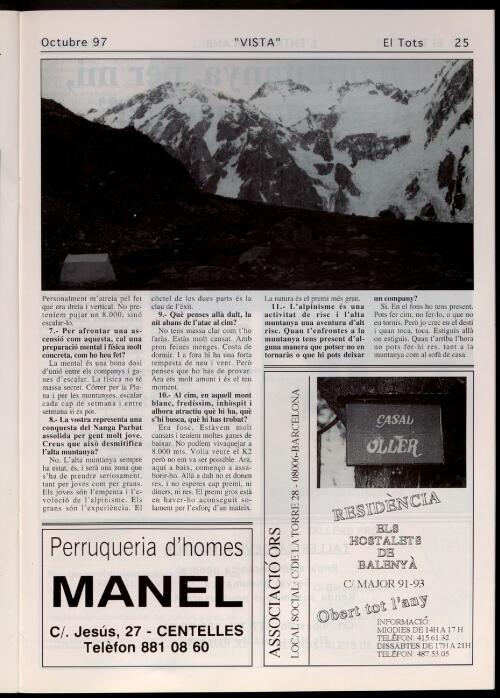 Octubre 97
"VISTA"
El Tots 25
Personalment m'atreia pel fet
que era dreta i vertical. No pre-
teníem pujar un 8.000, sinó
escalar-lo.
7.- Per afrontar una as-
censió com aquesta, cal una
preparació mental i física molt
concreta, com ho heu fet?
La mental és una bona dosi
d'unió entre els companys i ga-
nes d'escalar. La física no té
massa secret. Córrer per la Pla-
na i per les muntanyes, escalar
cada cap de setmana i entre
setmana si es pot.
8.- La vostra representa una
conquesta del Nanga Parbat
assolida per gent molt jove.
Creus que això desmitifica
l'alta muntanya?
No. L'alta muntanya sempre
ha estat, és, i serà una zona que
s'ha de prendre seriosament,
tant per joves com per grans.
Els joves són l'empenta i l'e-
volució de l'alpinisme. Els
grans són l'experiència. El
còctel de les dues parts és la
clau de l'èxit.
9.- Què penses allà dalt, la
nit abans de l'atac al cim?
No tens massa clar com t'ho
faràs. Estàs molt cansat. Amb
prou feines menges. Costa de
dormir. I a fora hi ha una forta
tempesta de neu i vent. Però
penses que ho has de provar.
Ara ets molt amunt i és el teu
moment.
10.- Al cim, en aquell mont
blanc, fredíssim, inhòspit i
alhora atractiu què hi ha, què
s'hi busca, què hi has trobat?
Era fosc. Estàvem molt
cansats i teníem moltes ganes de
baixar. No podíem vivaquejar a
8.000 mts. Volia veure el K2
però no em va ser possible. Ara,
aquí a baix, començo a assa-
borir-ho. Allà a dalt no et donen
res, i no esperes cap premi, ni
diners, ni res. El premi gros està
en haver-ho aconseguit so-
lament per l'esforç d'un mateix.
La natura és el premi més gran.
11.- L'alpinisme és una
activitat de risc i l'alta
muntanya una aventura d'alt
risc. Quan t'enfrontes a la
muntanya tens present d'al-
guna manera que potser no en
tornaràs o que hi pots deixar
un company?
Si. En el fons ho tens present.
Pots fer cim, no fer-lo, o que no
en tornis. Però jo crec en el destí
i quan toca, toca. Estiguis allà
on estiguis. Quan t'arriba l'hora
no pots fer-hi res, tant a la
muntanya com al sofà de casa.
Perruqueria d'homes
MANEL
C/. Jesús, 27 - CENTELLES
Telèfon 881 08 60
ASSOCIACIÓ ORS
LOCAL SOCIAL: C/ DE LA TORRE 28 - 08006-BARCELONA
CASAL
OLLER
RESIDÈNCIA
ELS
HOSTALETS
DE
BALENYÀ
C/ MAJOR 91-93
Obert tot l'any
INFORMACIÓ:
MIGDIES DE 14H A 17 H
TELÈFON: 415.61.32
DISSABTES DE 17H A 21H
TELÈFON: 487.53.05